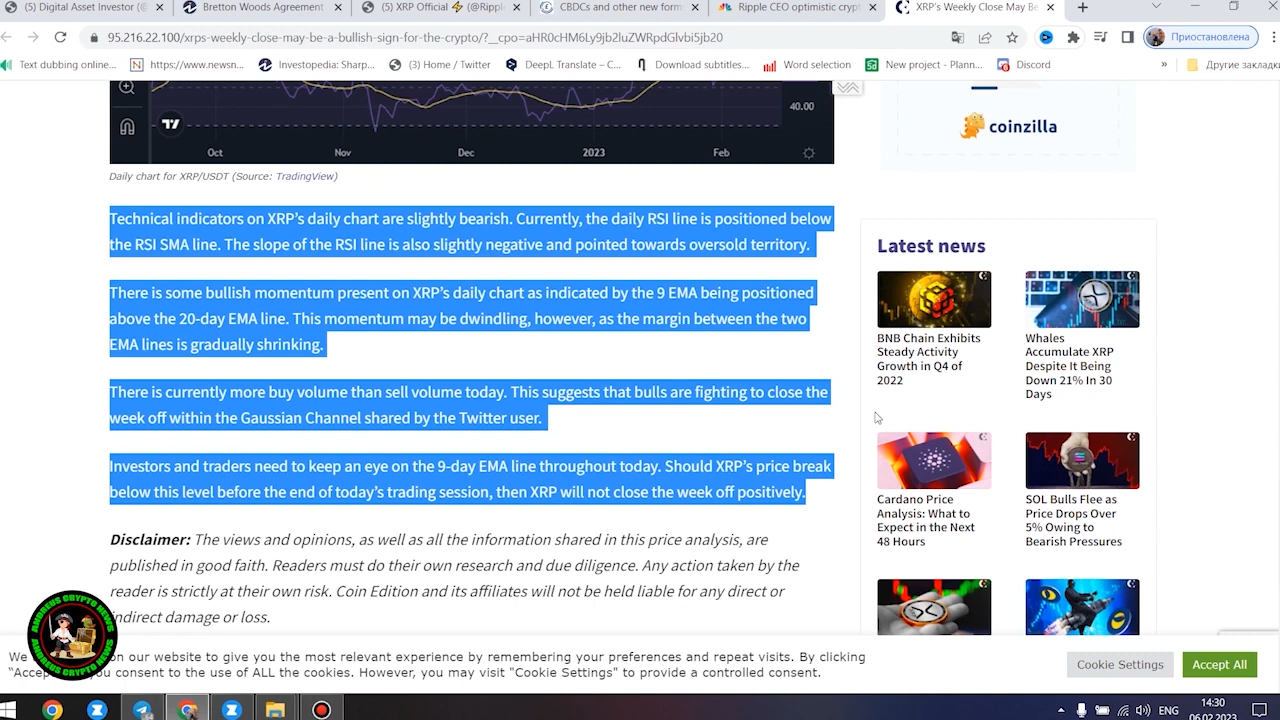 (5) Digital Asset Investor (@
Bretton Woods Agreement
(5) XRP Official ⚡ (@Rippl
CBDCs and other new form
Ripple CEO optimistic crypt
XRP's Weekly Close May Be
95.216.22.100/xrps-weekly-close-may-be-a-bullish-sign-for-the-crypto/?__cpo=aHR0cHM6Ly9jb2luZWRpdGlvbi5jb20
Приостановлена
Text dubbing online...
https://www.newsn...
Investopedia: Sharp...
(3) Home / Twitter
DeepL Translate – C...
Download subtitles...
Word selection
New project - Plann...
Discord
»
Другие закладки
40.00
Oct Nov Dec 2023 Feb
Daily chart for XRP/USDT (Source: TradingView)
Technical indicators on XRP's daily chart are slightly bearish. Currently, the daily RSI line is positioned below
the RSI SMA line. The slope of the RSI line is also slightly negative and pointed towards oversold territory.
There is some bullish momentum present on XRP's daily chart as indicated by the 9 EMA being positioned
above the 20-day EMA line. This momentum may be dwindling, however, as the margin between the two
EMA lines is gradually shrinking.
There is currently more buy volume than sell volume today. This suggests that bulls are fighting to close the
week off within the Gaussian Channel shared by the Twitter user.
Investors and traders need to keep an eye on the 9-day EMA line throughout today. Should XRP's price break
below this level before the end of today's trading session, then XRP will not close the week off positively.
Disclaimer: The views and opinions, as well as all the information shared in this price analysis, are
published in good faith. Readers must do their own research and due diligence. Any action taken by the
reader is strictly at their own risk. Coin Edition and its affiliates will not be held liable for any direct or
indirect damage or loss.
coinzilla
Latest news
BNB Chain Exhibits
Steady Activity
Growth in Q4 of
2022
Whales
Accumulate XRP
Despite It Being
Down 21% In 30
Days
Cardano Price
Analysis: What to
Expect in the Next
48 Hours
SOL Bulls Flee as
Price Drops Over
5% Owing to
Bearish Pressures
ANDREUS CRYPTO NEWS
ANDREUS CRYPTO NEWS
We on our website to give you the most relevant experience by remembering your preferences and repeat visits. By clicking
"Accep you consent to the use of ALL the cookies. However, you may visit "Cookie Settings" to provide a controlled consent.
Cookie Settings
Accept All
ENG
14:30
06.02.2023